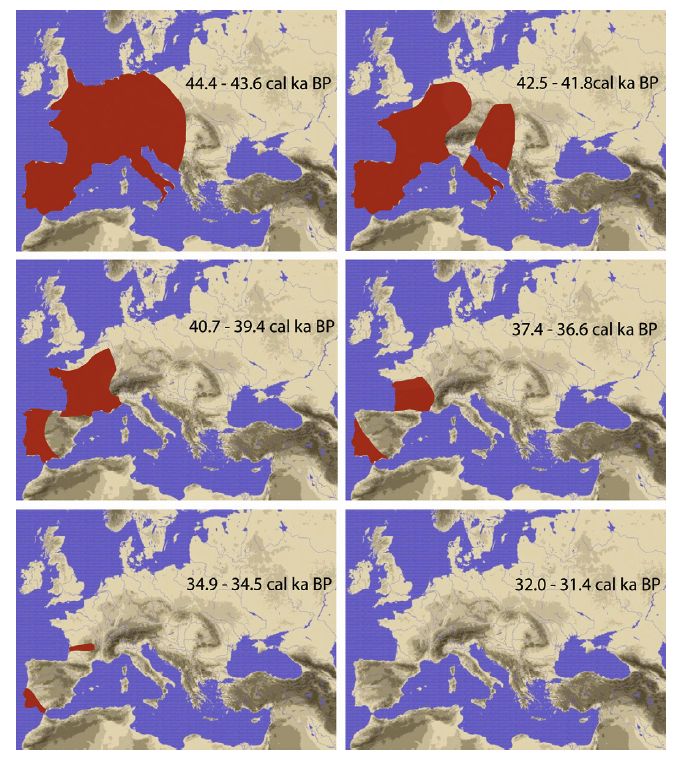 44.4 - 43.6 cal ka BP
42.5 - 41.8cal ka BP
40.7 - 39.4 cal ka BP
37.4 - 36.6 cal ka BP
34.9 - 34.5 cal ka BP
32.0 - 31.4 cal ka BP